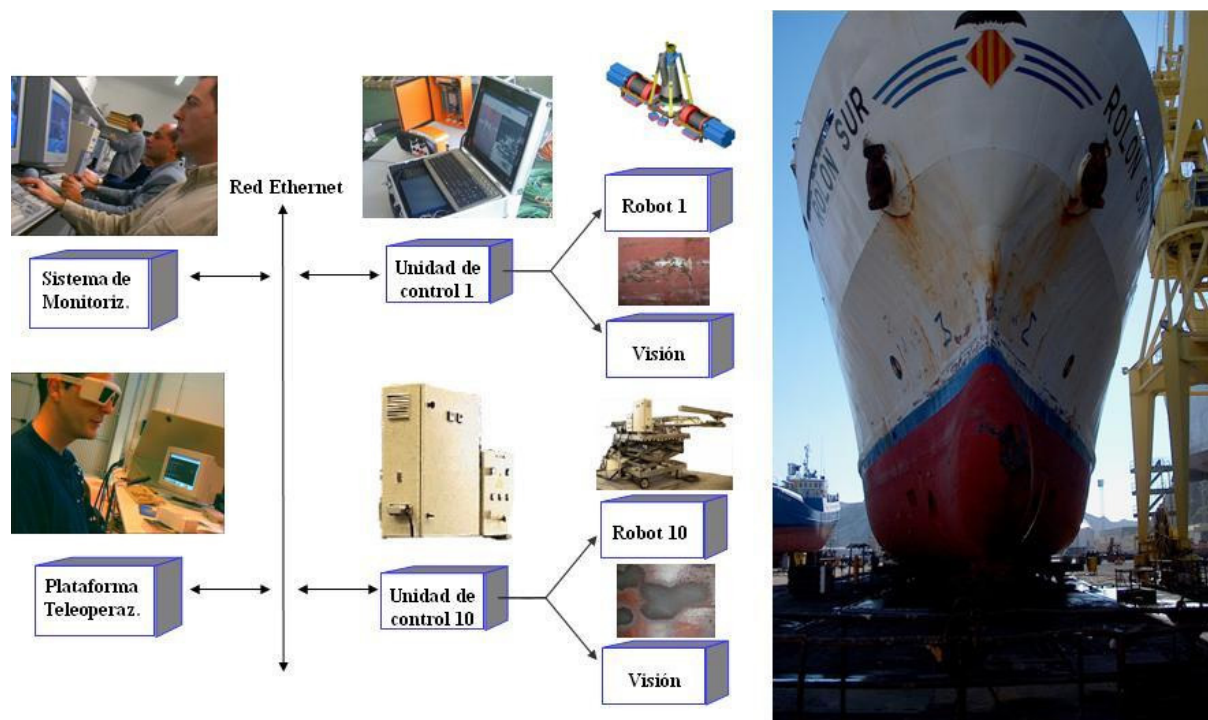 Red Ethernet
Sistema de
Monitoriz.
Unidad de
control 1
Robot 1
Visión
Plataforma
Teleoperaz.
Unidad de
control 10
Robot 10
Visión
ROLON SUR
ROLON SUR